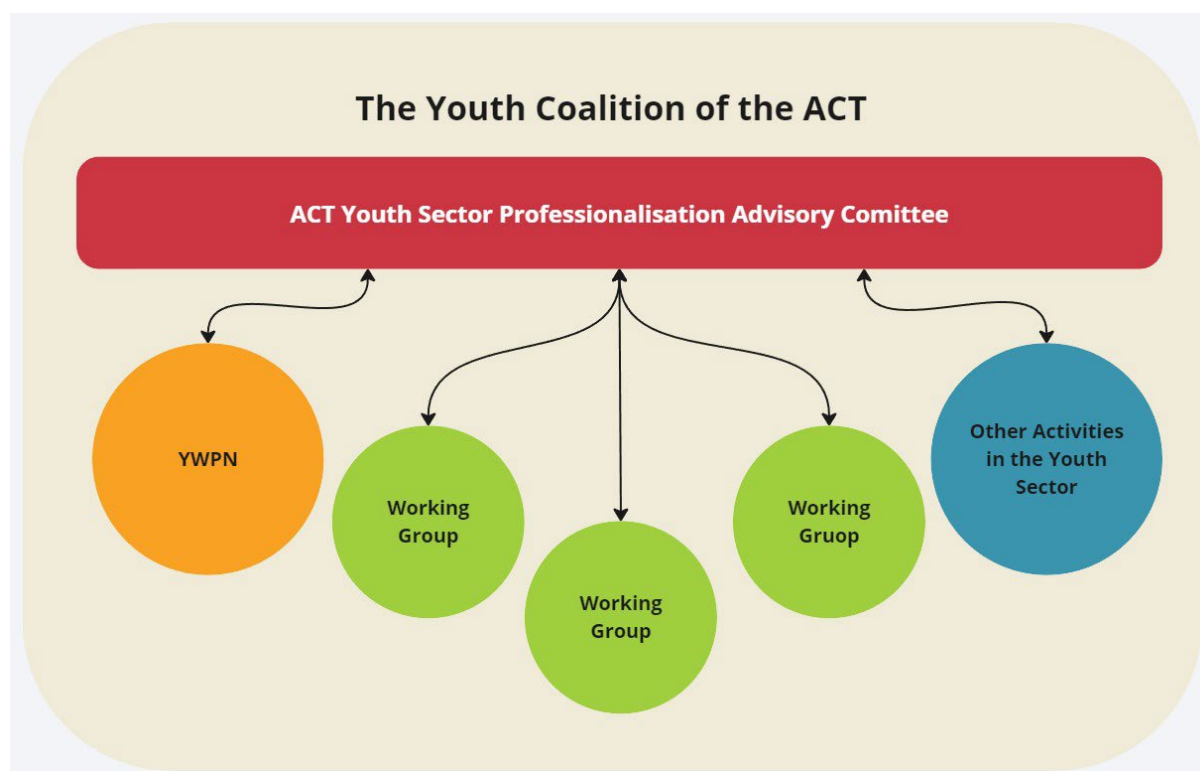 The Youth Coalition of the ACT
ACT Youth Sector Professionalisation Advisory Comittee
YWPN
Working
Group
Working
Group
Working
Gruop
Other Activities
in the Youth
Sector